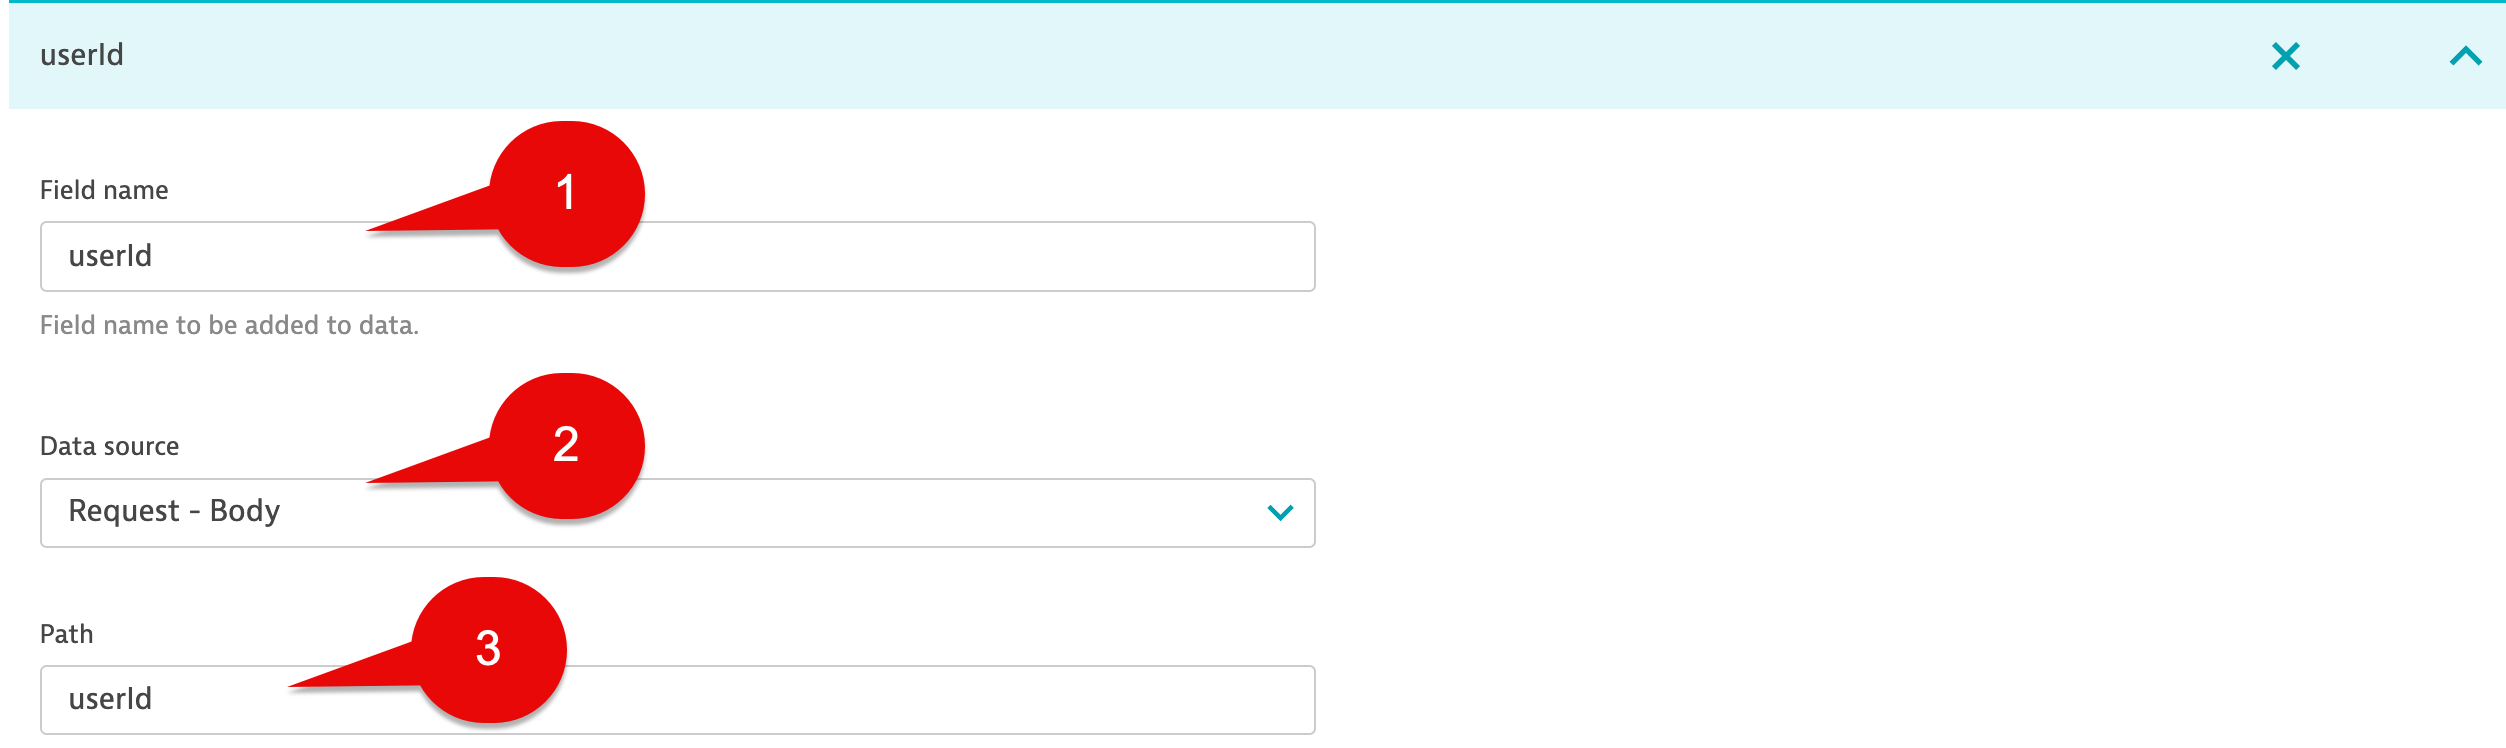 userId
Field name
1
userId
Field name to be added to data.
Data source
2
Request - Body
Path
3
userId